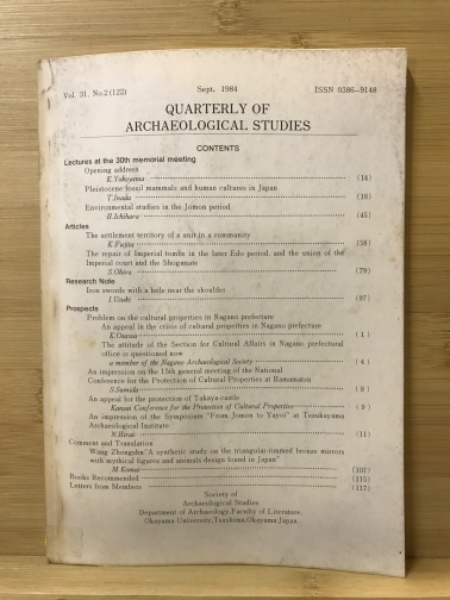 Vol. 31, No.2(122) Sept. 1984 ISSN 0386-9148
QUARTERLY OF
ARCHAEOLOGICAL STUDIES
CONTENTS
Lectures at the 30th memorial meeting
Opening address
K.Yokoyama (14)
Pleistocene fossil mammals and human cultures in Japan
T.Inada (18)
Environmental studies in the Jomon period
H.Ichihara (45)
Articles
The settlement territory of a unit in a community
K.Fujita (58)
The repair of Imperial tombs in the later Edo period, and the union of the
Imperial court and the Shogunate
S.Ohira (79)
Research Note
Iron swords with a hole near the shoulder
I.Usuki (97)
Prospects
Problem on the cultural properties in Nagano prefecture
An appeal in the crisis of cultural properties in Nagano prefecture
(1)
The attitude of the Section for Cultural Affairs in Nagano prefectural
office is questioned now
a member of the Nagano Archaeological Society (4)
An impression on the 15th general meeting of the National
Conference for the Protection of Cultural Properties at Hamamatsu
S.Sumida (8)
An appeal for the protection of Takaya castle
Kansai Conference for the Protection of Cultural Properties (9)
An impression of the Symposium "From Jomon to Yayoi" at Tezukayama
Archaeological Institute
N.Hirai (11)
Comment and Translation
Wang Zhongshu"A synthetic study on the triangular-rimmed bronze mirrors
with mythical figures and animals design found in Japan"
M.Komai (107)
Books Recommended (115)
Letters from Members (117)
Society of
Archaeological Studies
Department of Archaeology,Faculty of Literature,
Okayama University,Tsushima,Okayama,Japan